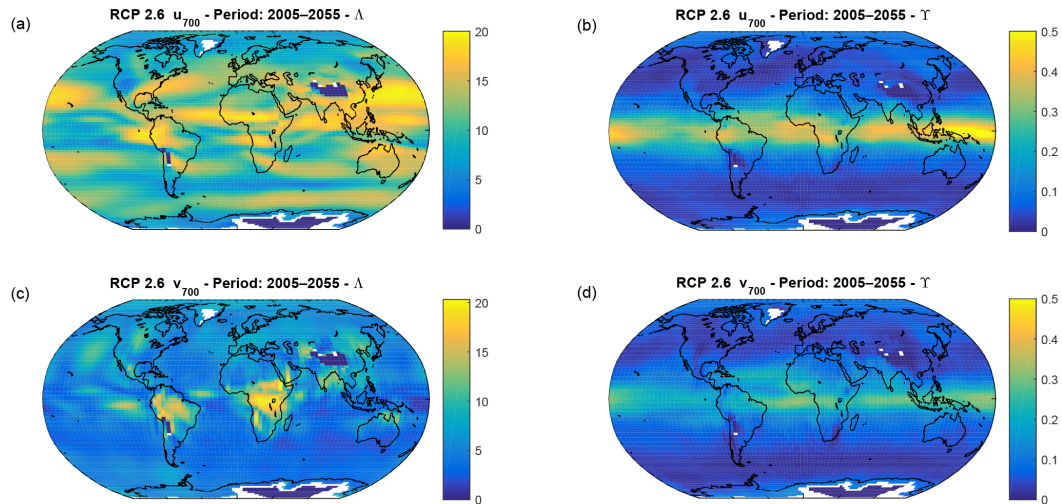 (a)
RCP 2.6 u700 - Period: 2005–2055 - Λ
20
15
10
5
0
(b)
RCP 2.6 u700 - Period: 2005–2055 - ϒ
0.5
0.4
0.3
0.2
0.1
0
(c)
RCP 2.6 v700 - Period: 2005–2055 - Λ
20
15
10
5
0
(d)
RCP 2.6 v700 - Period: 2005–2055 - ϒ
0.5
0.4
0.3
0.2
0.1
0